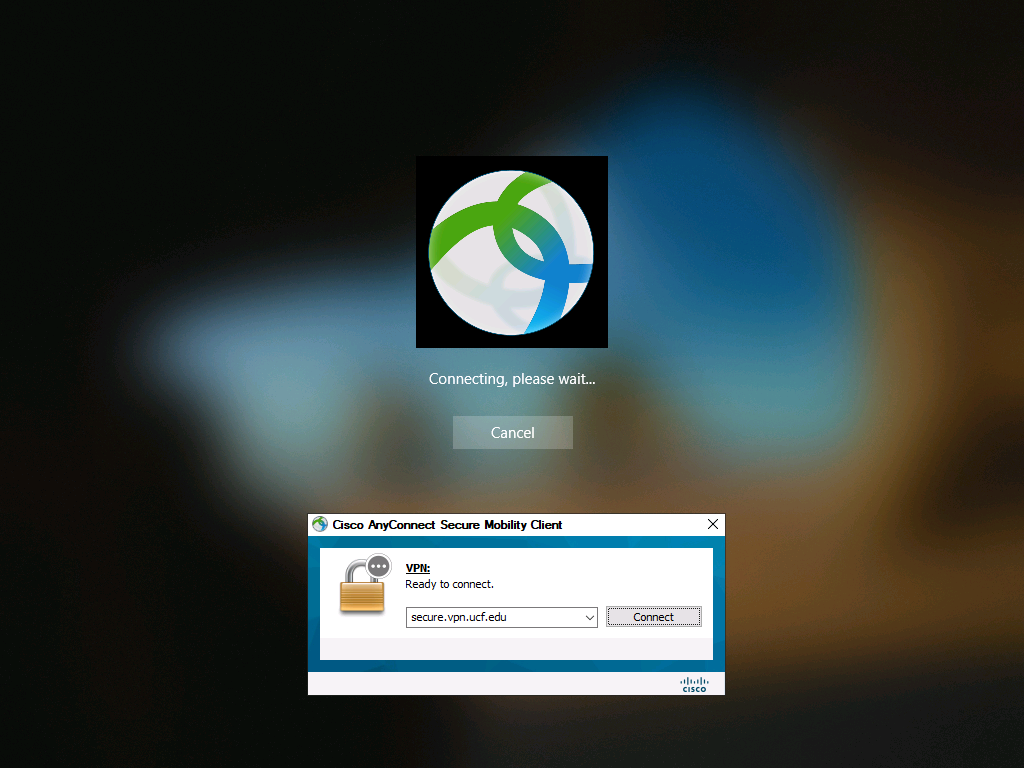 Connecting, please wait...
Cancel
Cisco AnyConnect Secure Mobility Client
VPN:
Ready to connect.
secure.vpn.ucf.edu
Connect
CISCO